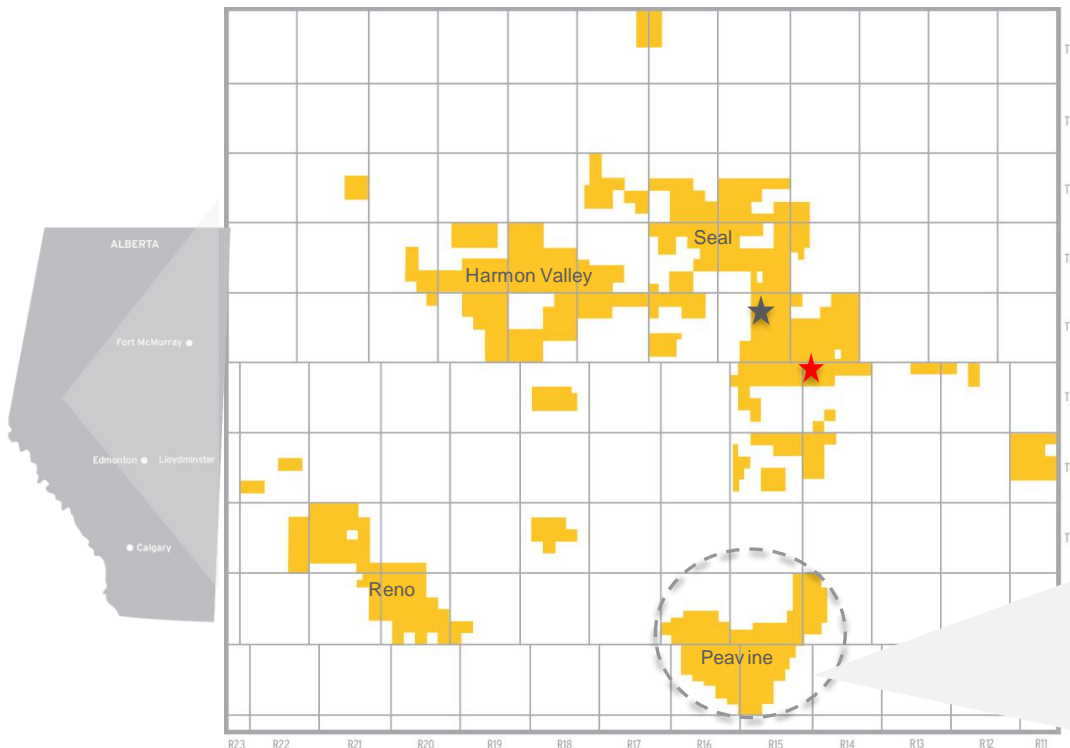 ALBERTA
Fort McMurray
Edmonton
Lloydminster
Calgary
Seal
Harmon Valley
Reno
Peavine
T
T
T
T
T
T
T
T
R23 R22 R21 R20 R19 R18 R17 R16 R15 R14 R13 R12 R11